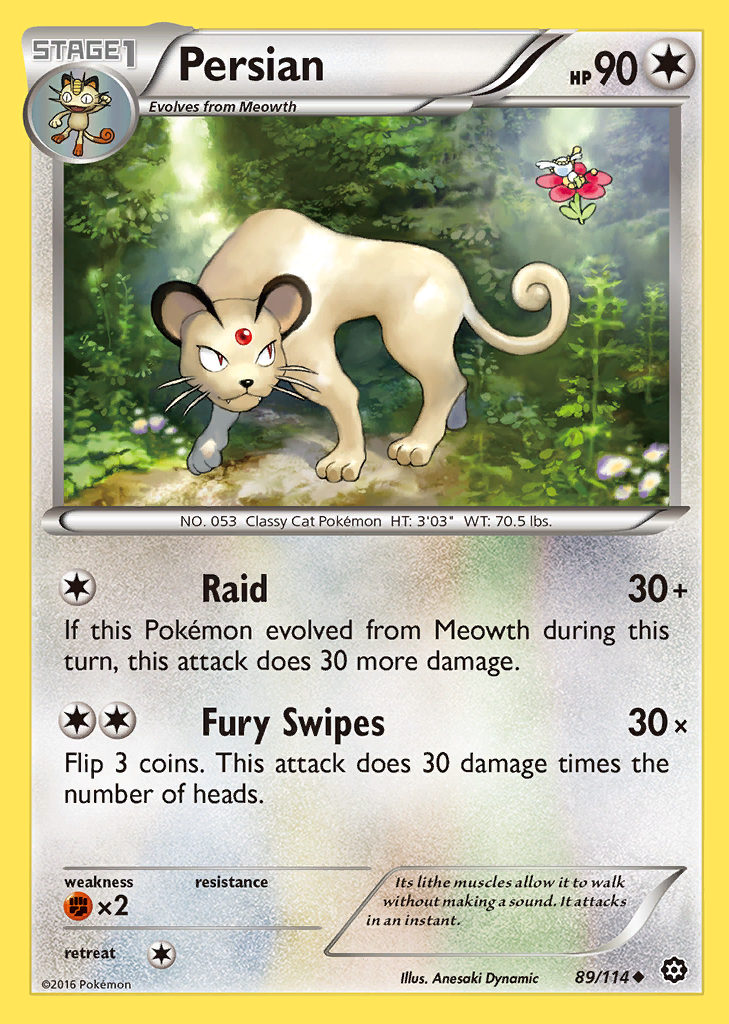 STAGE1
Persian
HP 90
Evolves from Meowth
NO. 053 Classy Cat Pokémon HT: 3'03" WT: 70.5 lbs.
Raid 30+
If this Pokémon evolved from Meowth during this
turn, this attack does 30 more damage.
Fury Swipes 30×
Flip 3 coins. This attack does 30 damage times the
number of heads.
weakness resistance
×2
retreat
Its lithe muscles allow it to walk
without making a sound. It attacks
in an instant.
©2016 Pokémon
Illus. Anesaki Dynamic 89/114